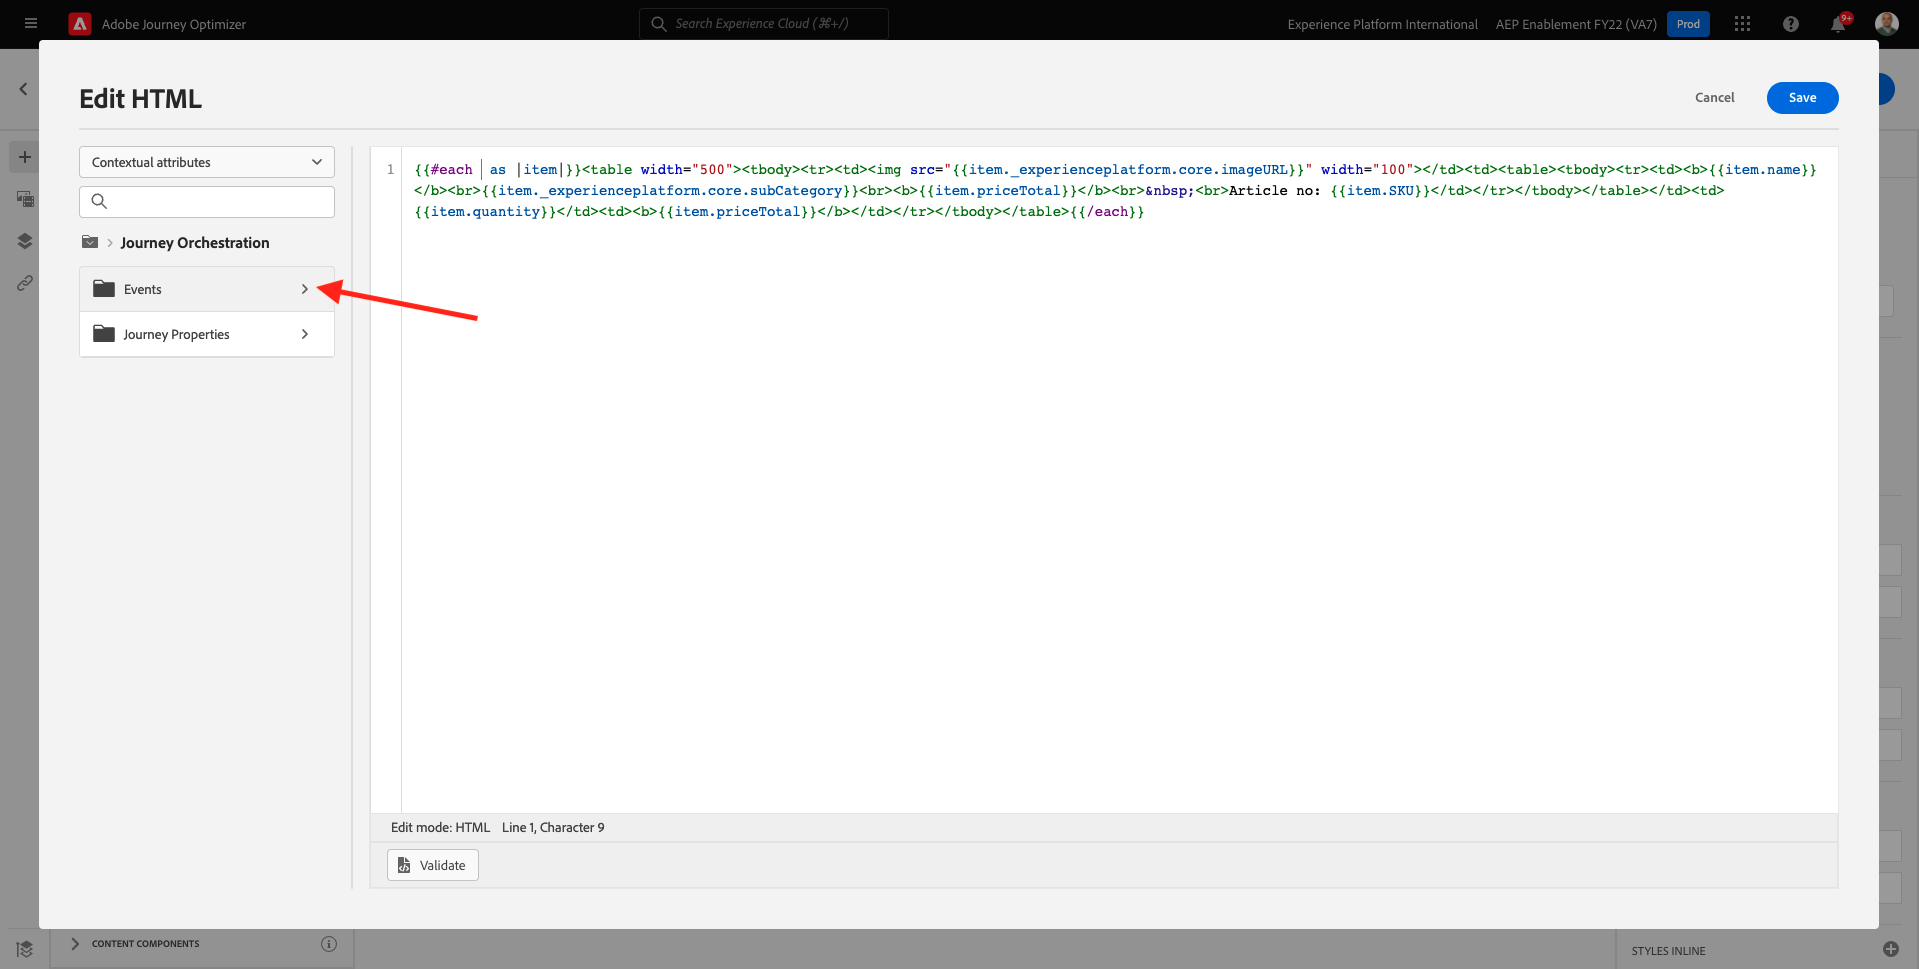 Adobe Journey Optimizer
Search Experience Cloud (⌘+/)
Experience Platform International
AEP Enablement FY22 (VA7)
Prod
9+
Edit HTML
Cancel
Save
Contextual attributes
Journey Orchestration
Events
Journey Properties
1
{{#each  as |item|}}<table width="500"><tbody><tr><td><img src="{{item._experienceplatform.core.imageURL}}" width="100"></td><td><table><tbody><tr><td><b>{{item.name}}
</b><br>{{item._experienceplatform.core.subCategory}}<br><b>{{item.priceTotal}}</b><br>&nbsp;<br>Article no: {{item.SKU}}</td></tr></tbody></table></td><td>
{{item.quantity}}</td><td><b>{{item.priceTotal}}</b></td></tr></tbody></table>{{/each}}
Edit mode: HTML Line 1, Character 9
Validate
CONTENT COMPONENTS
STYLES INLINE